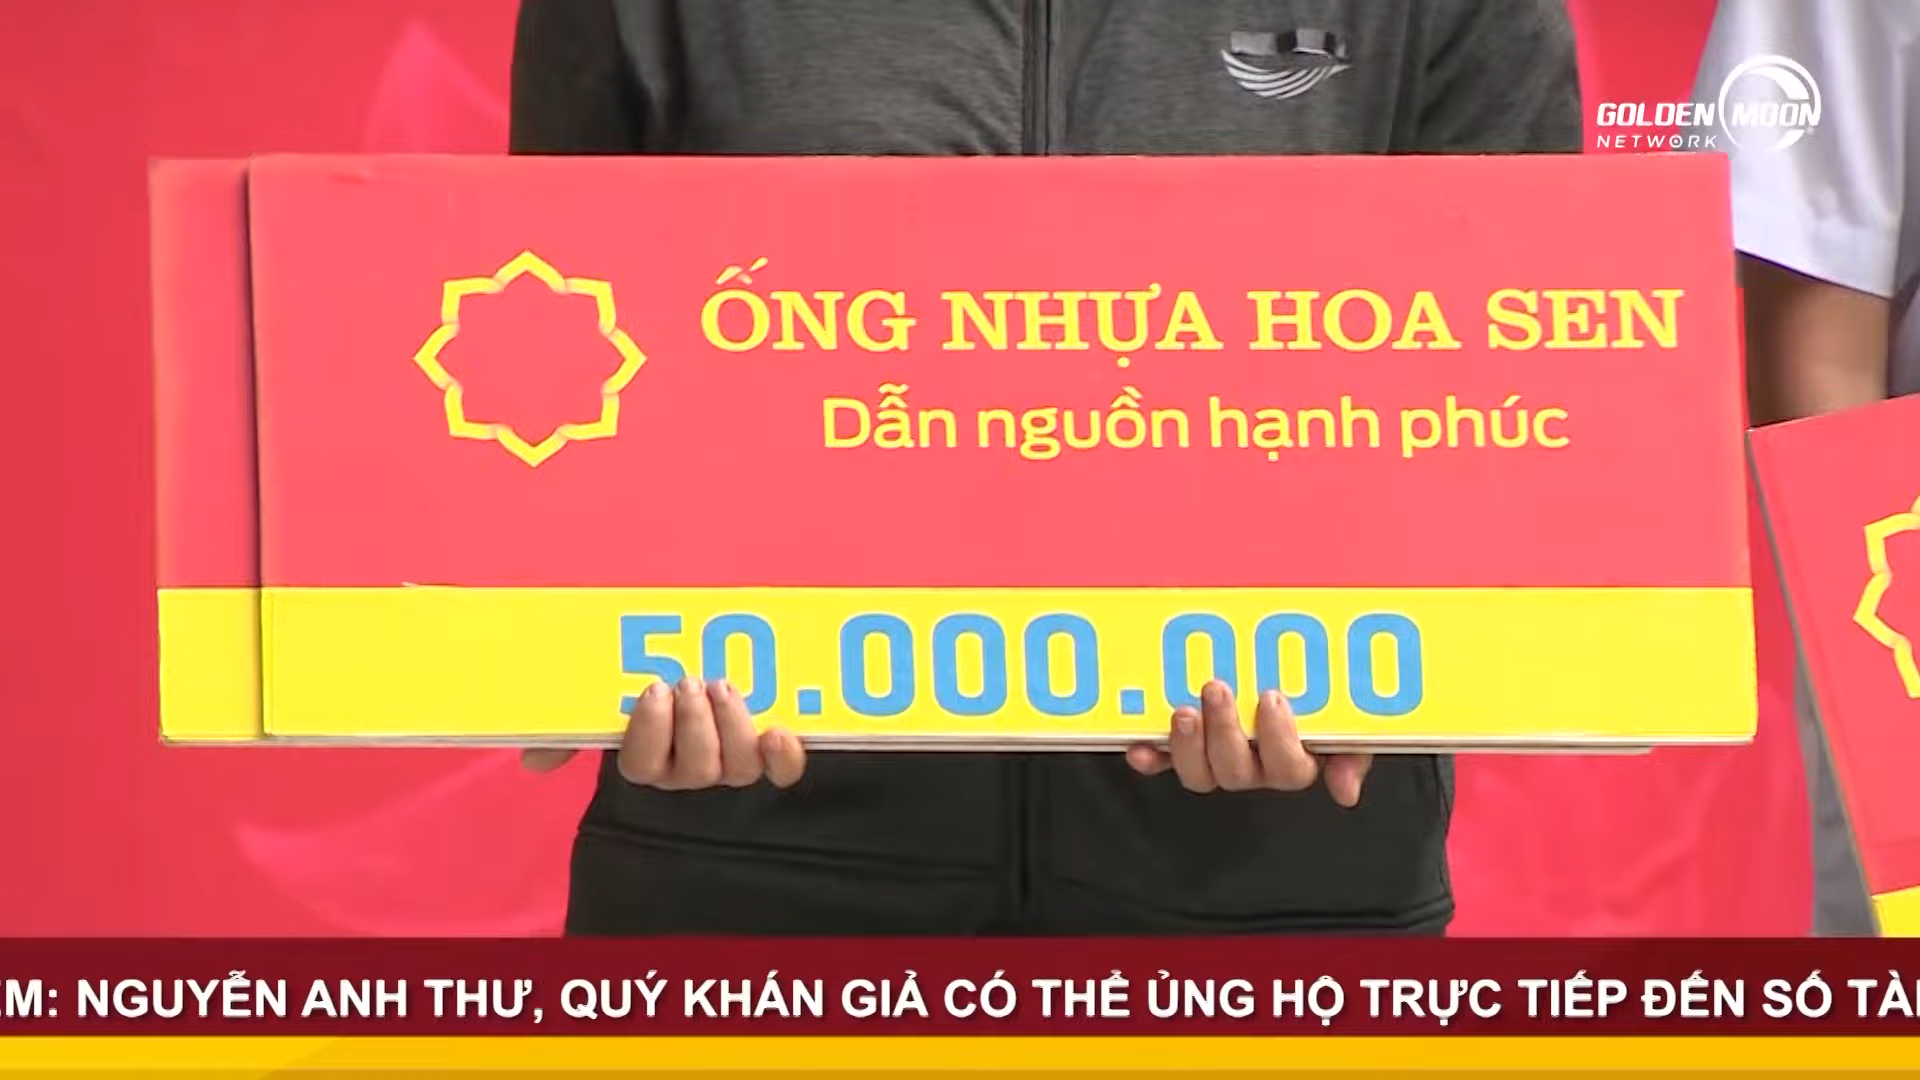 GOLDEN MOON
NETWORK
ỐNG NHỰA HOA SEN
Dẫn nguồn hạnh phúc
50.000.000
EM: NGUYỄN ANH THƯ, QUÝ KHÁN GIẢ CÓ THỂ ỦNG HỘ TRỰC TIẾP ĐẾN SỐ TÀI